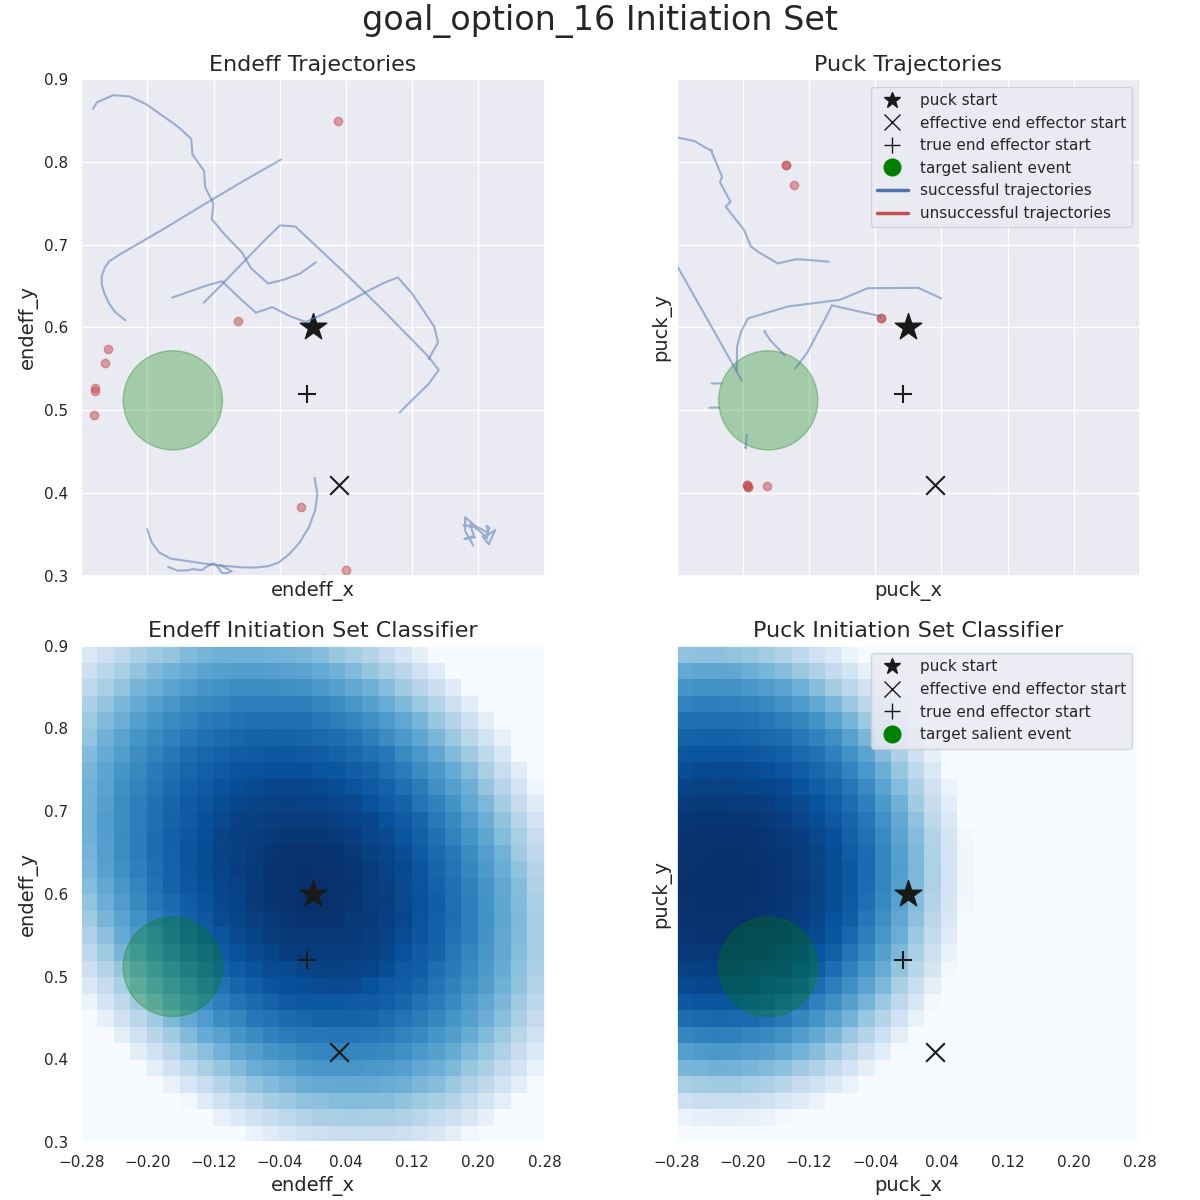 goal_option_16 Initiation Set
Endeff Trajectories
Puck Trajectories
0.9
0.8
0.7
0.6
0.5
0.4
0.3
endeff_y
endeff_x
puck_y
puck_x
puck start
effective end effector start
true end effector start
target salient event
successful trajectories
unsuccessful trajectories
Endeff Initiation Set Classifier
Puck Initiation Set Classifier
0.9
0.8
0.7
0.6
0.5
0.4
0.3
endeff_y
−0.28 −0.20 −0.12 −0.04 0.04 0.12 0.20 0.28
endeff_x
puck_y
puck start
effective end effector start
true end effector start
target salient event
−0.28 −0.20 −0.12 −0.04 0.04 0.12 0.20 0.28
puck_x